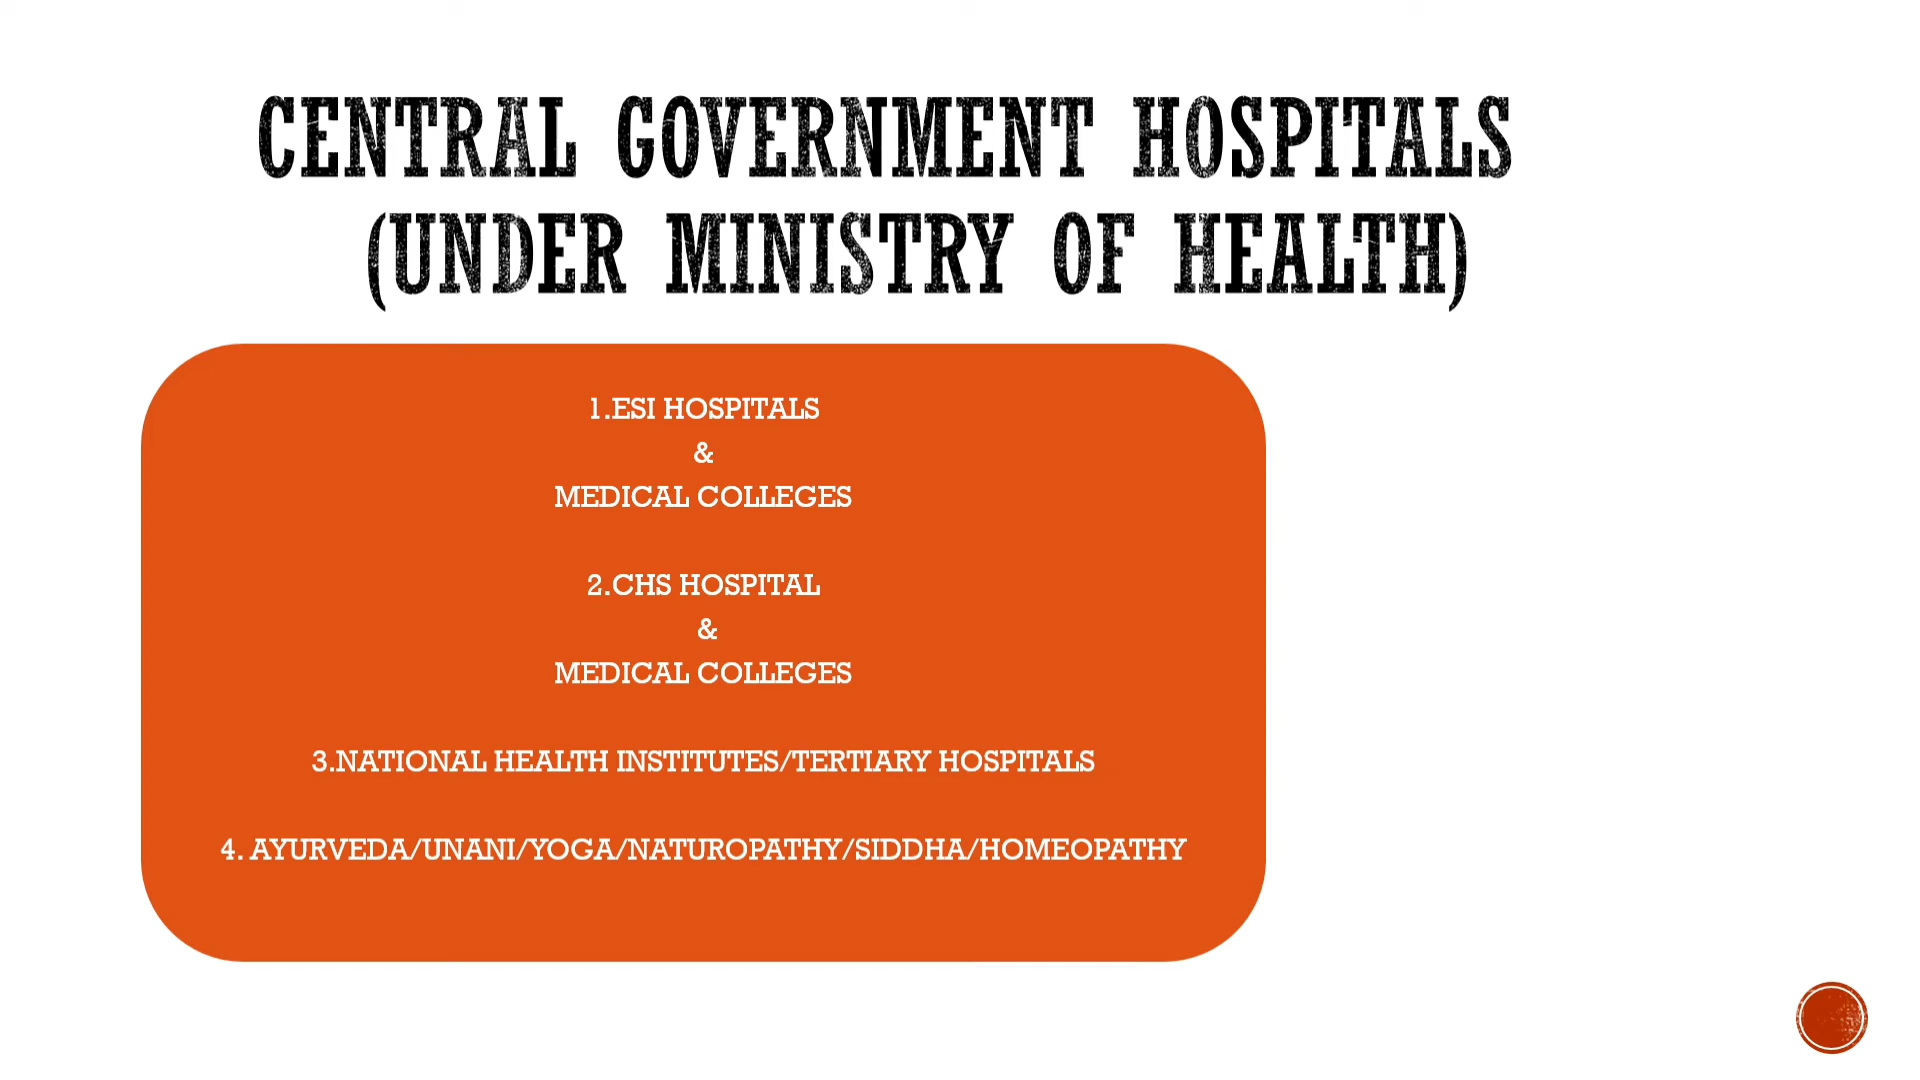 CENTRAL GOVERNMENT HOSPITALS
(UNDER MINISTRY OF HEALTH)
1.ESI HOSPITALS
&
MEDICAL COLLEGES
2.CHS HOSPITAL
&
MEDICAL COLLEGES
3.NATIONAL HEALTH INSTITUTES/TERTIARY HOSPITALS
4. AYURVEDA/UNANI/YOGA/NATUROPATHY/SIDDHA/HOMEOPATHY